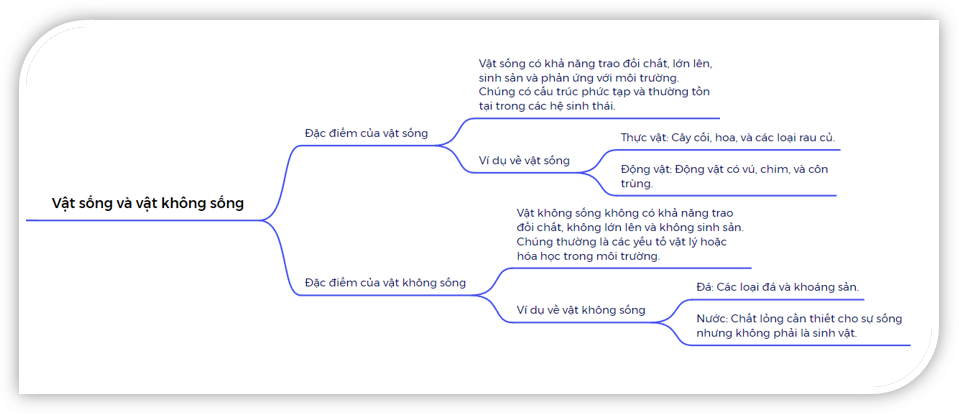 Vật sống và vật không sống
Đặc điểm của vật sống
Vật sống có khả năng trao đổi chất, lớn lên,
sinh sản và phản ứng với môi trường.
Chúng có cấu trúc phức tạp và thường tồn
tại trong các hệ sinh thái.
Ví dụ về vật sống
Thực vật: Cây cối, hoa, và các loại rau củ.
Động vật: Động vật có vú, chim, và côn
trùng.
Đặc điểm của vật không sống
Vật không sống không có khả năng trao
đổi chất, không lớn lên và không sinh sản.
Chúng thường là các yếu tố vật lý hoặc
hóa học trong môi trường.
Ví dụ về vật không sống
Đá: Các loại đá và khoáng sản.
Nước: Chất lỏng cần thiết cho sự sống
nhưng không phải là sinh vật.